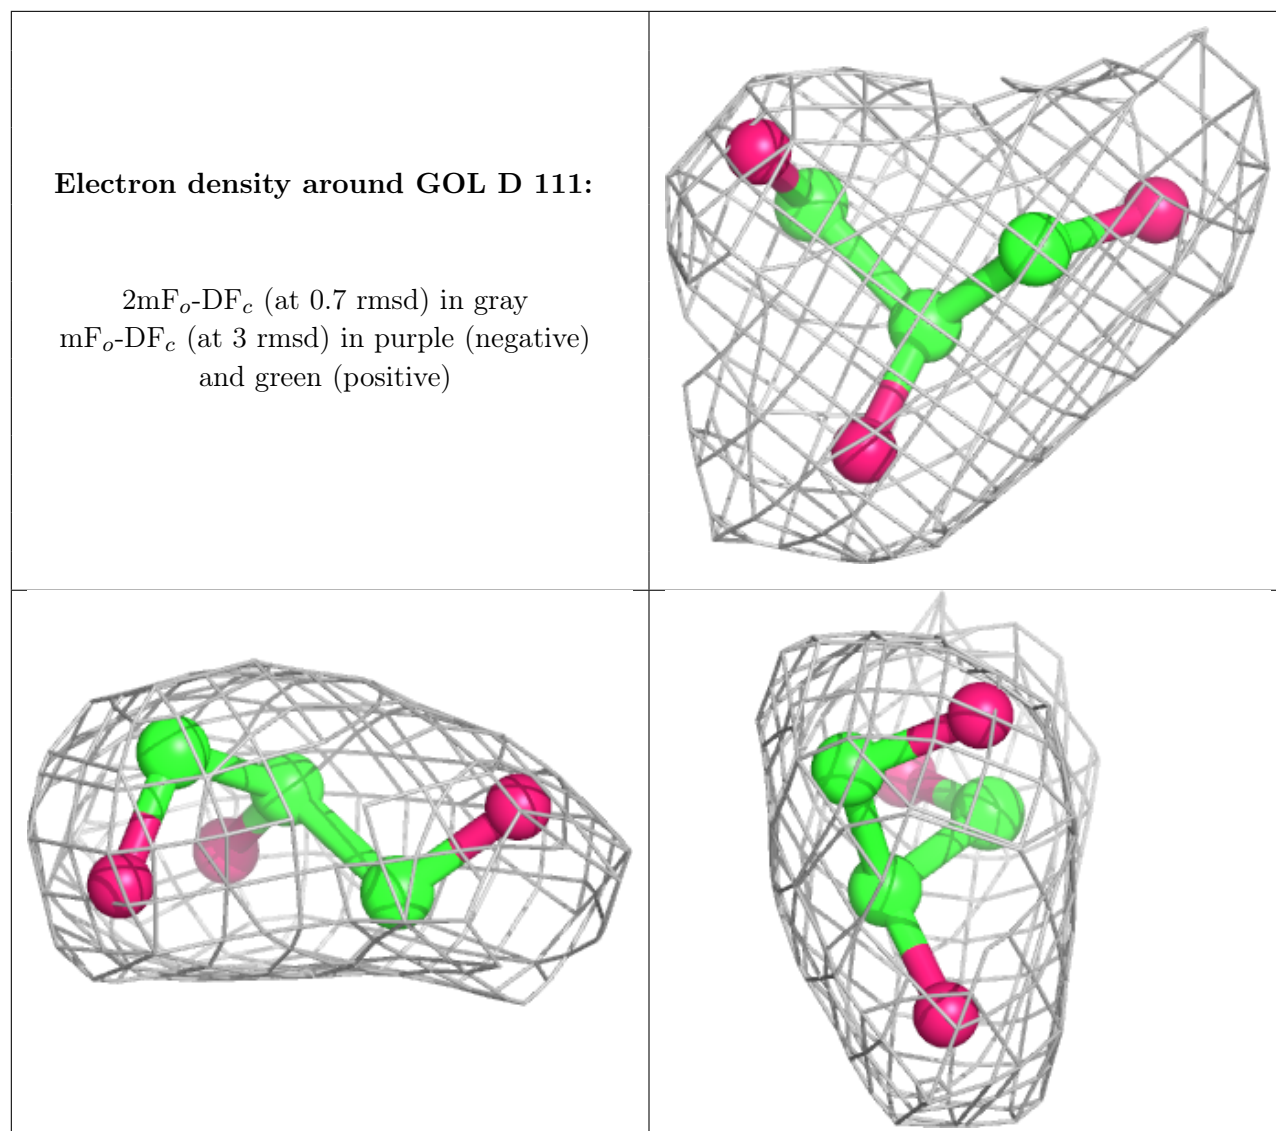 Electron density around GOL D 111:
2mFₒ-DF𝒸 (at 0.7 rmsd) in gray
mFₒ-DF𝒸 (at 3 rmsd) in purple (negative)
and green (positive)